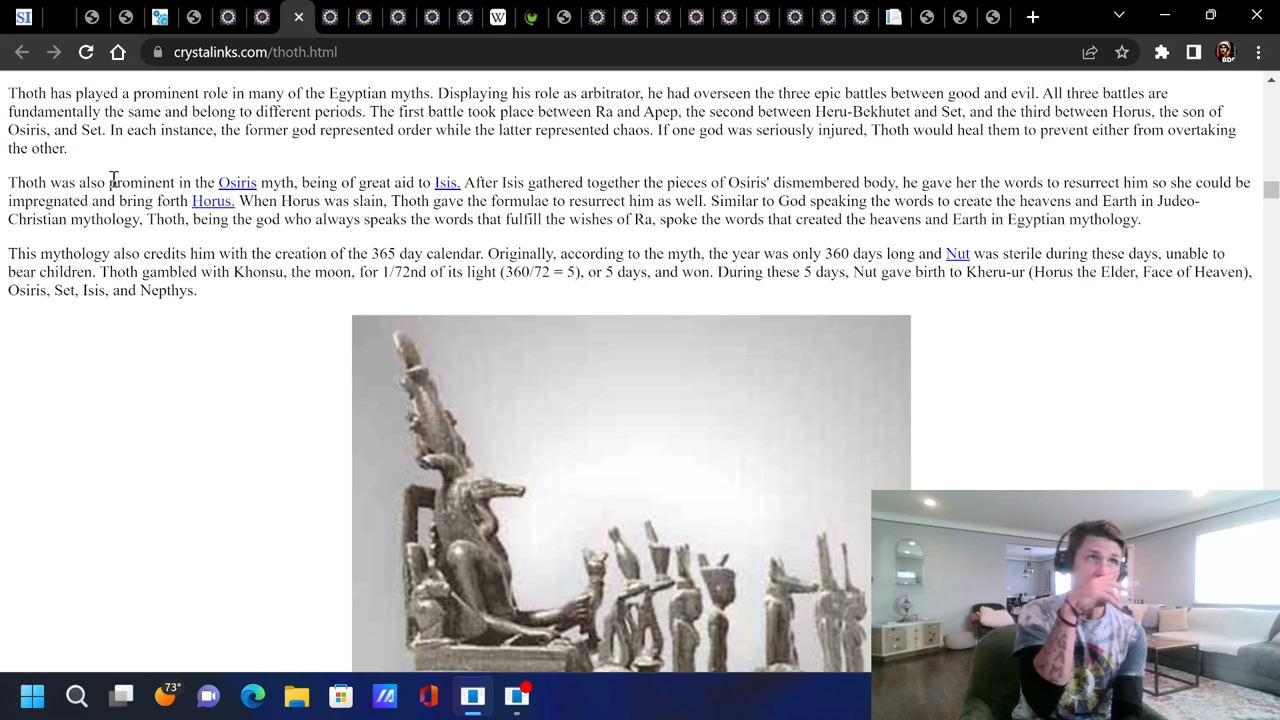 SI
W
crystalinks.com/thoth.html
Thoth has played a prominent role in many of the Egyptian myths. Displaying his role as arbitrator, he had overseen the three epic battles between good and evil. All three battles are
fundamentally the same and belong to different periods. The first battle took place between Ra and Apep, the second between Heru-Bekhutet and Set, and the third between Horus, the son of
Osiris, and Set. In each instance, the former god represented order while the latter represented chaos. If one god was seriously injured, Thoth would heal them to prevent either from overtaking
the other.
Thoth was also prominent in the Osiris myth, being of great aid to Isis. After Isis gathered together the pieces of Osiris' dismembered body, he gave her the words to resurrect him so she could be
impregnated and bring forth Horus. When Horus was slain, Thoth gave the formulae to resurrect him as well. Similar to God speaking the words to create the heavens and Earth in Judeo-
Christian mythology, Thoth, being the god who always speaks the words that fulfill the wishes of Ra, spoke the words that created the heavens and Earth in Egyptian mythology.
This mythology also credits him with the creation of the 365 day calendar. Originally, according to the myth, the year was only 360 days long and Nut was sterile during these days, unable to
bear children. Thoth gambled with Khonsu, the moon, for 1/72nd of its light (360/72 = 5), or 5 days, and won. During these 5 days, Nut gave birth to Kheru-ur (Horus the Elder, Face of Heaven),
Osiris, Set, Isis, and Nepthys.
73°